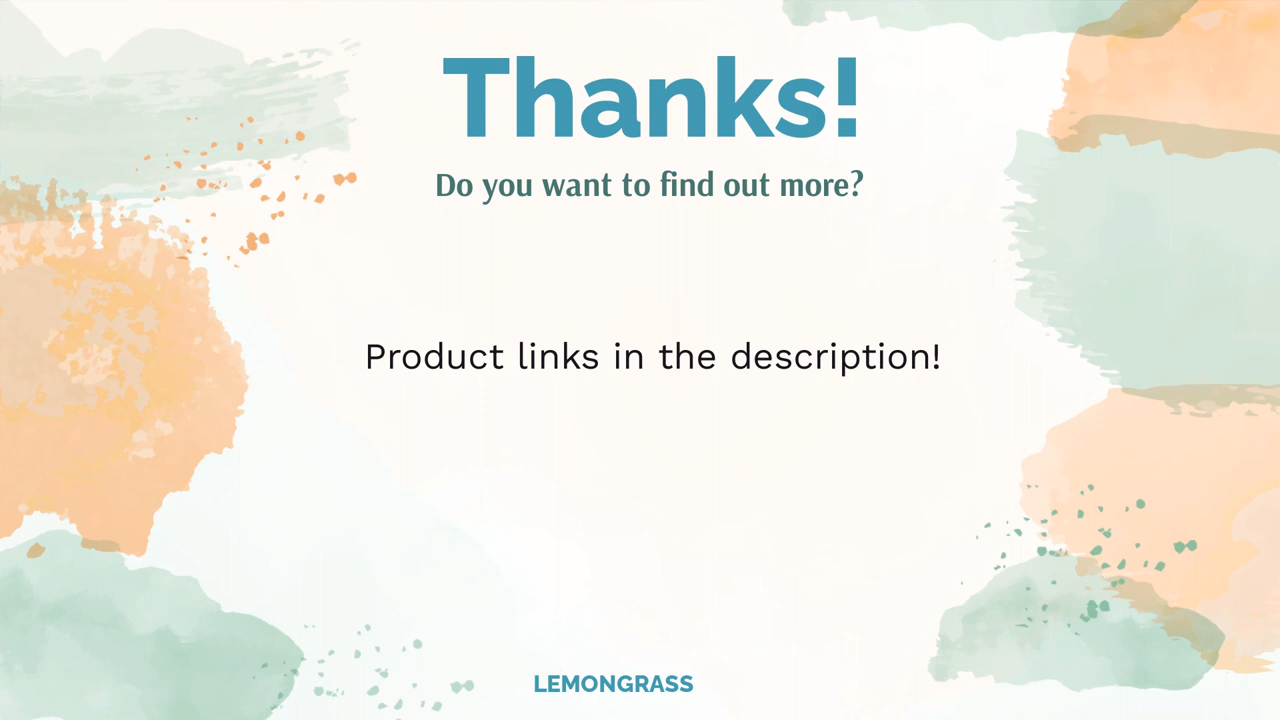 Thanks!
Do you want to find out more?
Product links in the description!
LEMONGRASS